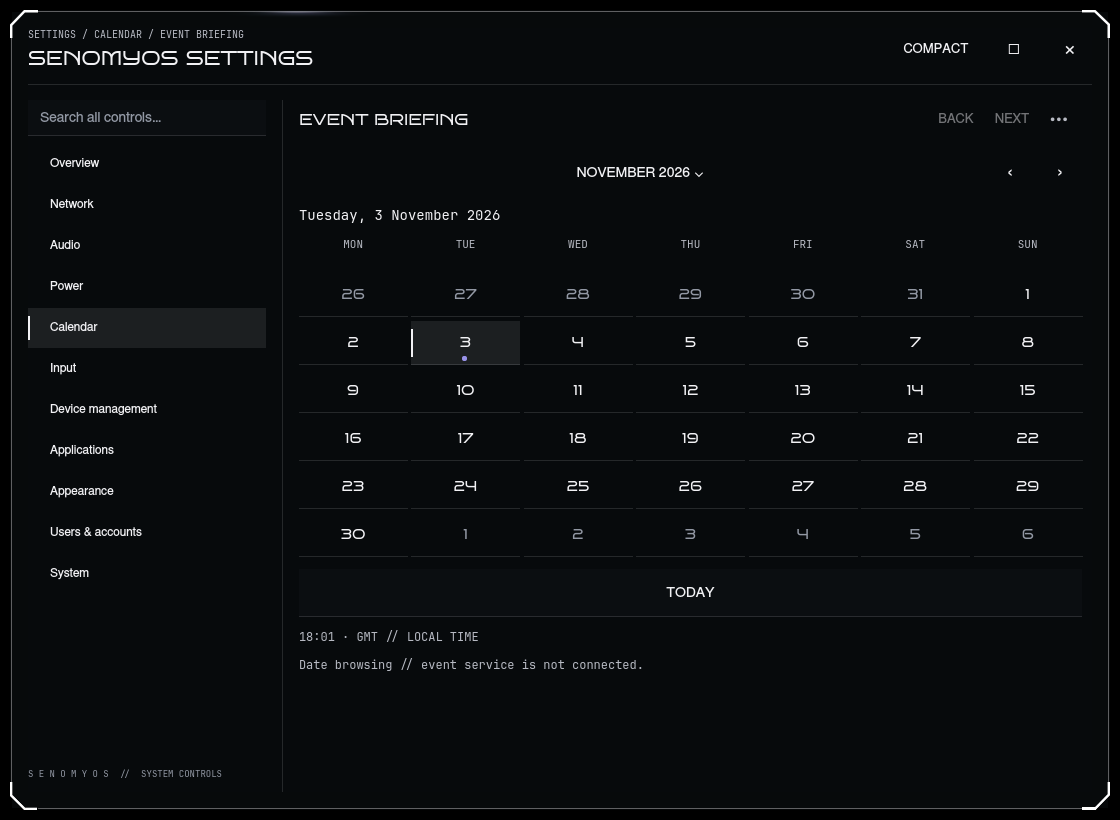 SETTINGS / CALENDAR / EVENT BRIEFING
SENOMYOS SETTINGS
COMPACT
Search all controls...
Overview
Network
Audio
Power
Calendar
Input
Device management
Applications
Appearance
Users & accounts
System
SENOMYOS // SYSTEM CONTROLS
EVENT BRIEFING
BACK NEXT
NOVEMBER 2026
Tuesday, 3 November 2026
MON TUE WED THU FRI SAT SUN
26 27 28 29 30 31 1
2 3 4 5 6 7 8
9 10 11 12 13 14 15
16 17 18 19 20 21 22
23 24 25 26 27 28 29
30 1 2 3 4 5 6
TODAY
18:01 · GMT // LOCAL TIME
Date browsing // event service is not connected.